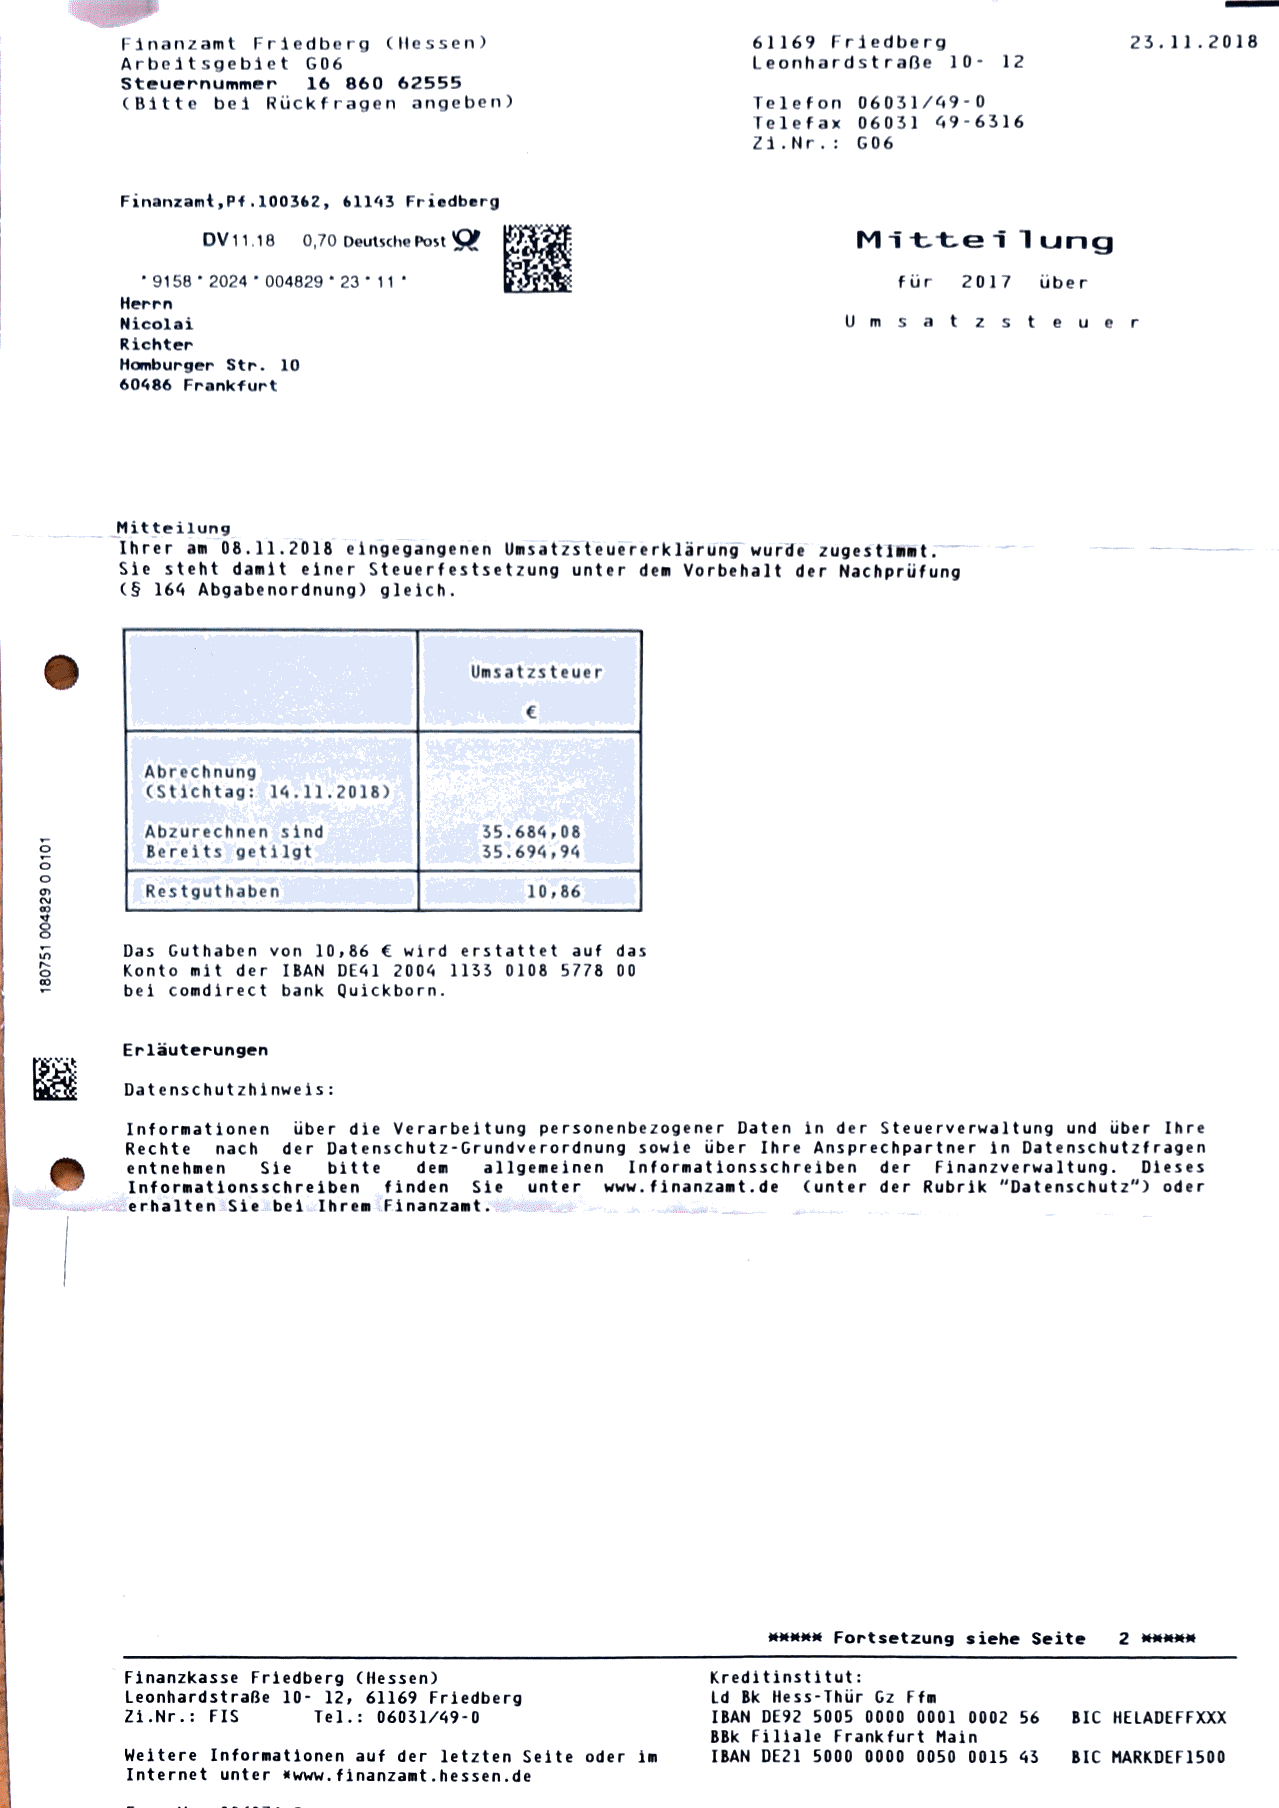 Finanzamt Friedberg (Hessen)
Arbeitsgebiet G06
Steuernummer 16 860 62555
(Bitte bei Rückfragen angeben)
61169 Friedberg 23.11.2018
Leonhardstraße 10- 12
Telefon 06031/49-0
Telefax 06031 49-6316
Zi.Nr.: G06
Finanzamt,Pf.100362, 61143 Friedberg
DV 11.18 0,70 Deutsche Post
* 9158 * 2024 * 004829 * 23 * 11 *
Herrn
Nicolai
Richter
Homburger Str. 10
60486 Frankfurt
Mitteilung
für 2017 über
Umsatzsteuer
Mitteilung
Ihrer am 08.11.2018 eingegangenen Umsatzsteuererklärung wurde zugestimmt.
Sie steht damit einer Steuerfestsetzung unter dem Vorbehalt der Nachprüfung
(§ 164 Abgabenordnung) gleich.
Umsatzsteuer
€
Abrechnung
(Stichtag: 14.11.2018)
Abzurechnen sind 35.684,08
Bereits getilgt 35.694,94
Restguthaben 10,86
Das Guthaben von 10,86 € wird erstattet auf das
Konto mit der IBAN DE41 2004 1133 0108 5778 00
bei comdirect bank Quickborn.
180751 004829 0 0101
Erläuterungen
Datenschutzhinweis:
Informationen über die Verarbeitung personenbezogener Daten in der Steuerverwaltung und über Ihre
Rechte nach der Datenschutz-Grundverordnung sowie über Ihre Ansprechpartner in Datenschutzfragen
entnehmen Sie bitte dem allgemeinen Informationsschreiben der Finanzverwaltung. Dieses
Informationsschreiben finden Sie unter www.finanzamt.de (unter der Rubrik "Datenschutz") oder
erhalten Sie bei Ihrem Finanzamt.
***** Fortsetzung siehe Seite 2 *****
Finanzkasse Friedberg (Hessen)
Leonhardstraße 10- 12, 61169 Friedberg
Zi.Nr.: FIS Tel.: 06031/49-0
Weitere Informationen auf der letzten Seite oder im
Internet unter *www.finanzamt.hessen.de
Kreditinstitut:
Ld Bk Hess-Thür Gz Ffm
IBAN DE92 5005 0000 0001 0002 56 BIC HELADEFFXXX
BBk Filiale Frankfurt Main
IBAN DE21 5000 0000 0050 0015 43 BIC MARKDEF1500